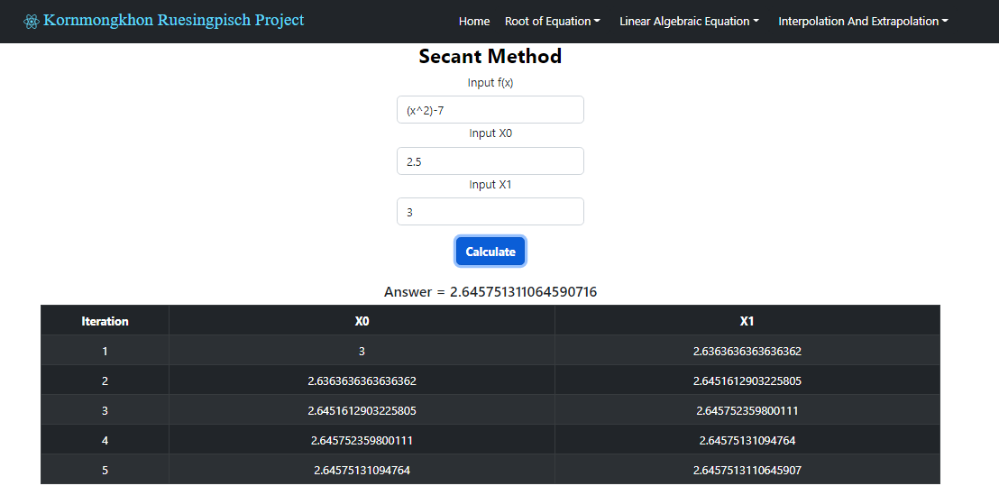 Kornmongkhon Ruesingpisch Project Home Root of Equation Linear Algebraic Equation Interpolation And Extrapolation
Secant Method
Input f(x)
(x^2)-7
Input X0
2.5
Input X1
3
Calculate
Answer = 2.645751311064590716
Iteration X0 X1
1 3 2.6363636363636362
2 2.6363636363636362 2.6451612903225805
3 2.6451612903225805 2.645752359800111
4 2.645752359800111 2.64575131094764
5 2.64575131094764 2.6457513110645907